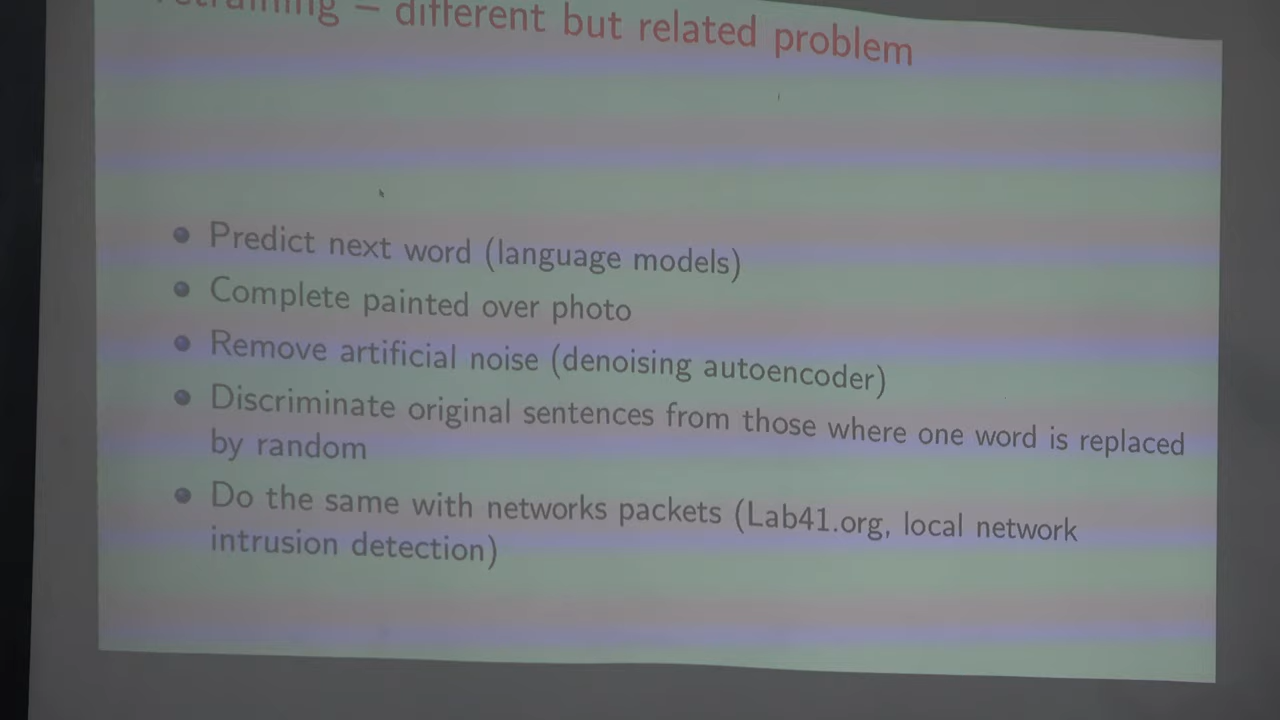 – different but related problem
Predict next word (language models)
Complete painted over photo
Remove artificial noise (denoising autoencoder)
Discriminate original sentences from those where one word is replaced
by random
Do the same with networks packets (Lab41.org, local network
intrusion detection)